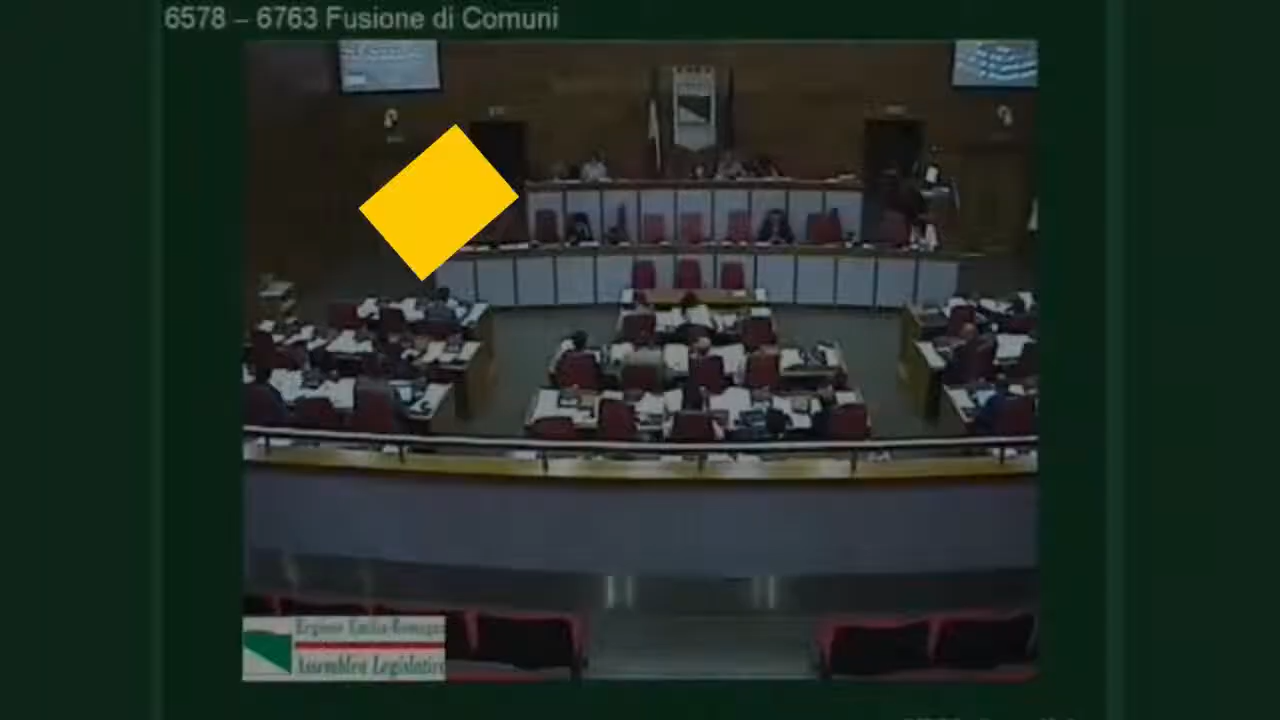 6578 – 6763 Fusione di Comuni
Regione Emilia-Romagna
Assemblea Legislativa